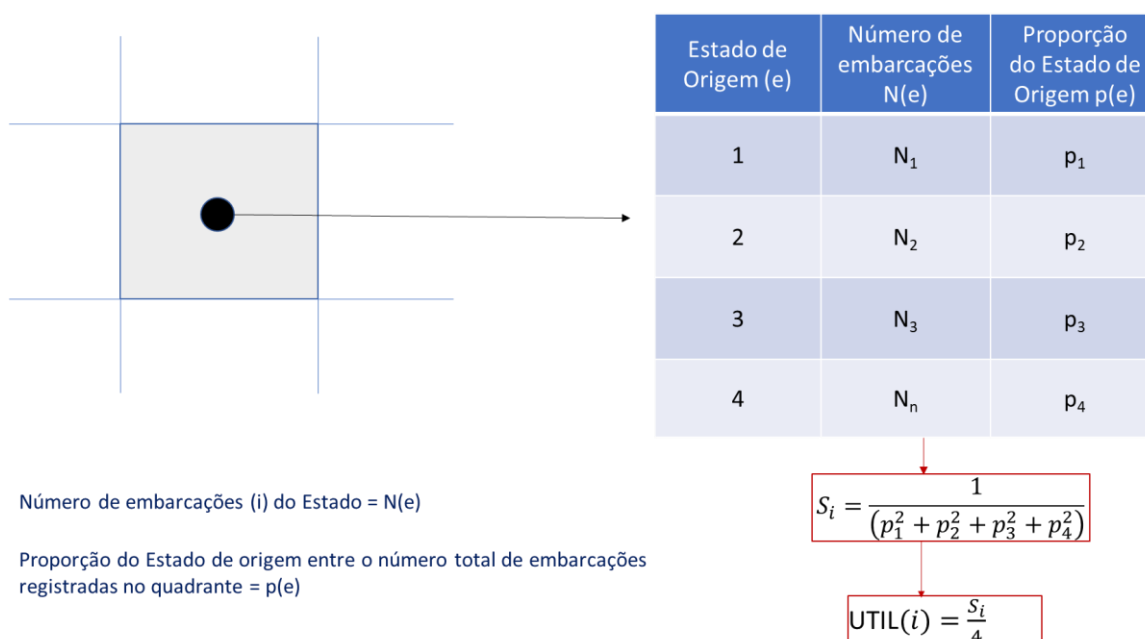 Estado de Origem (e) Número de embarcações N(e) Proporção do Estado de Origem p(e)
1 N₁ p₁
2 N₂ p₂
3 N₃ p₃
4 Nₙ p₄
Número de embarcações (i) do Estado = N(e)
Proporção do Estado de origem entre o número total de embarcações
registradas no quadrante = p(e)
Sᵢ = 1 / (p₁² + p₂² + p₃² + p₄²)
UTIL(i) = Sᵢ / 4